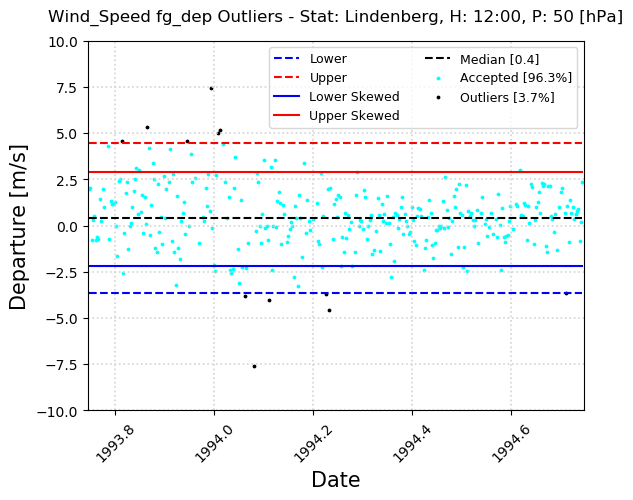 Wind_Speed fg_dep Outliers - Stat: Lindenberg, H: 12:00, P: 50 [hPa]
Departure [m/s]
10.0
7.5
5.0
2.5
0.0
−2.5
−5.0
−7.5
−10.0
Lower
Upper
Lower Skewed
Upper Skewed
Median [0.4]
Accepted [96.3%]
Outliers [3.7%]
1993.8
1994.0
1994.2
1994.4
1994.6
Date